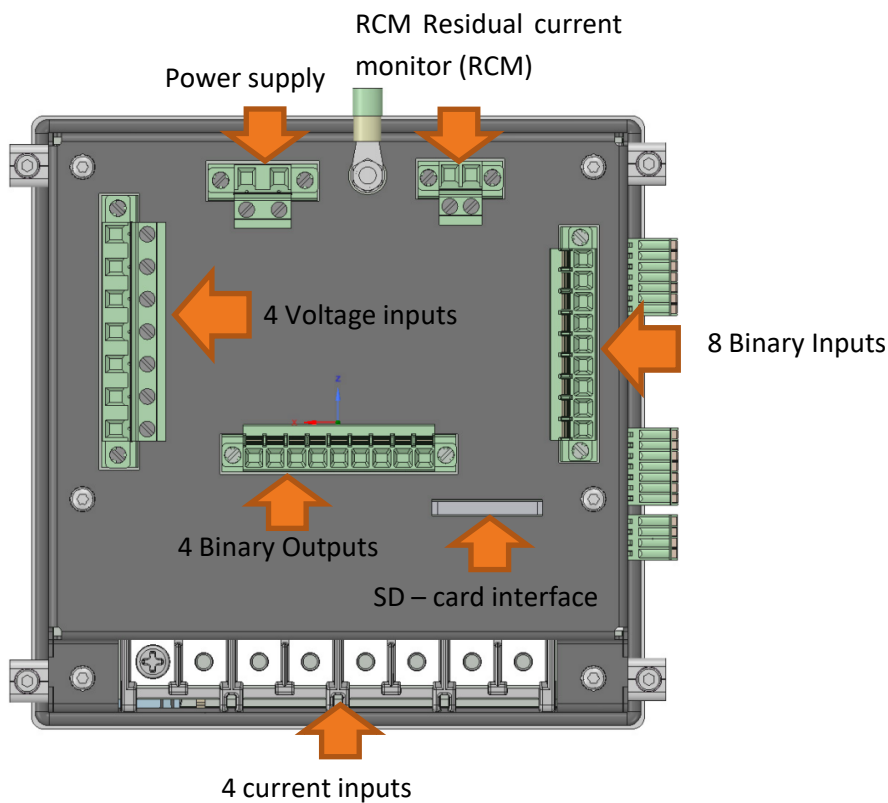 RCM Residual current
monitor (RCM)
Power supply
4 Voltage inputs
8 Binary Inputs
z
x
4 Binary Outputs
SD – card interface
4 current inputs